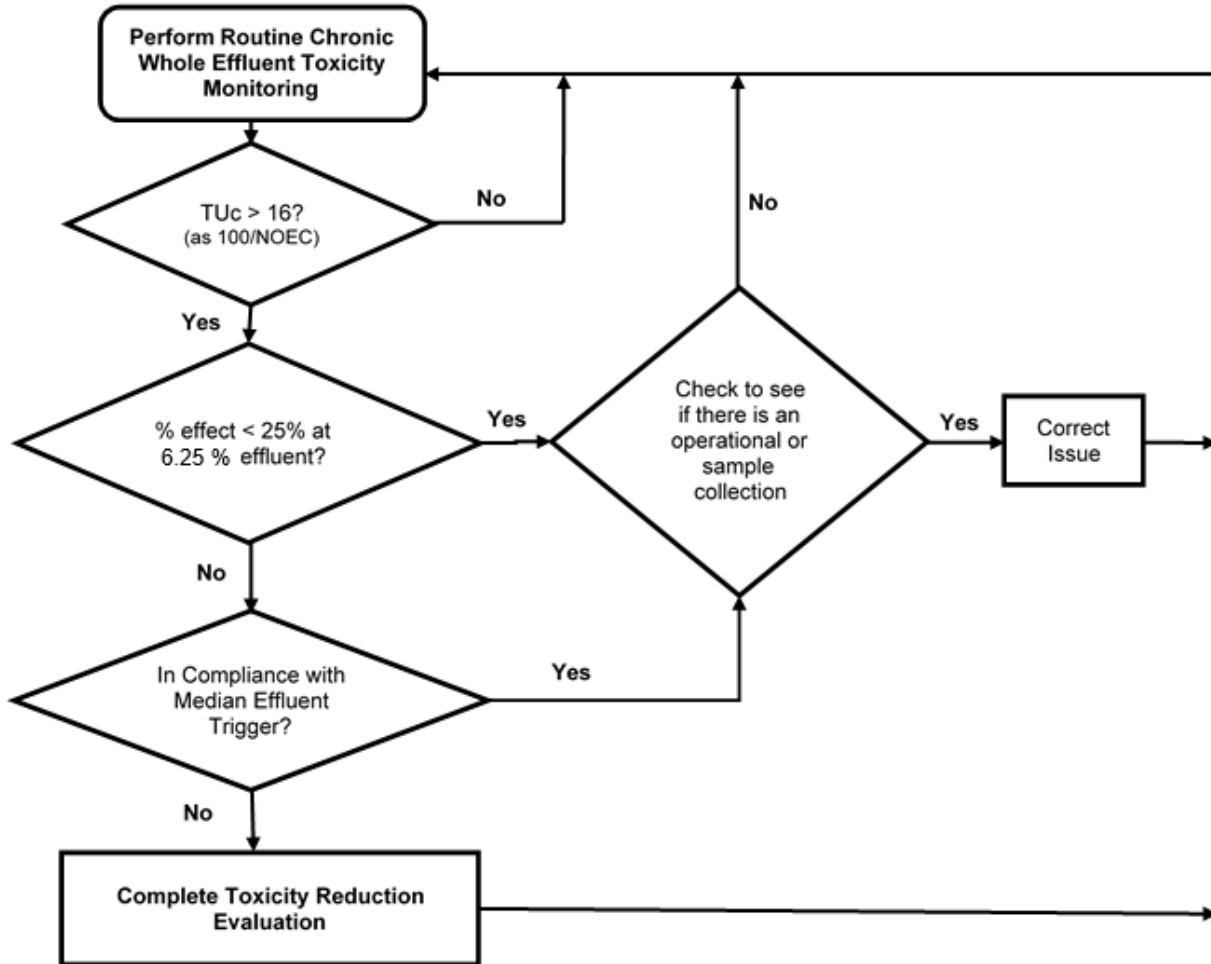 Perform Routine Chronic
Whole Effluent Toxicity
Monitoring
TUc > 16?
(as 100/NOEC)
No
Yes
% effect < 25% at
6.25 % effluent?
Yes
No
Check to see
if there is an
operational or
sample
collection
No
Yes
Correct
Issue
In Compliance with
Median Effluent
Trigger?
Yes
No
Complete Toxicity Reduction
Evaluation